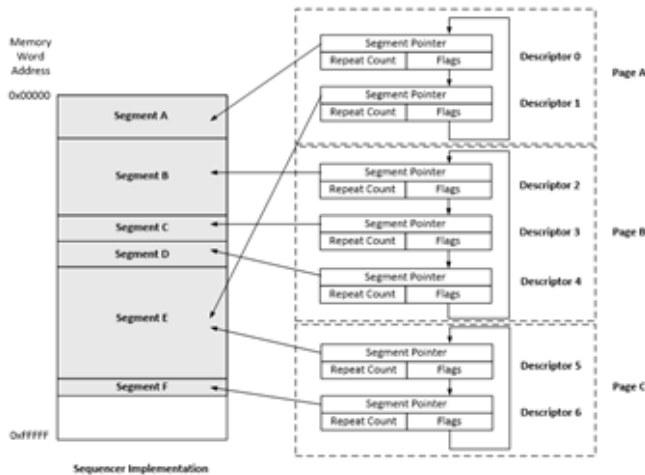 Memory
Word
Address
0x00000
Segment A
Segment B
Segment C
Segment D
Segment E
Segment F
0xFFFFF
Sequencer Implementation
Segment Pointer
Repeat Count Flags
Descriptor 0
Segment Pointer
Repeat Count Flags
Descriptor 1
Page A
Segment Pointer
Repeat Count Flags
Descriptor 2
Segment Pointer
Repeat Count Flags
Descriptor 3
Segment Pointer
Repeat Count Flags
Descriptor 4
Page B
Segment Pointer
Repeat Count Flags
Descriptor 5
Segment Pointer
Repeat Count Flags
Descriptor 6
Page C